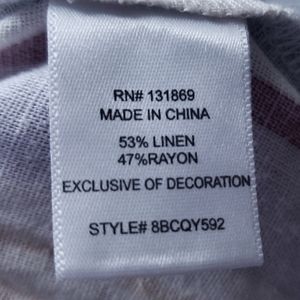 RN# 131869
MADE IN CHINA
53% LINEN
47%RAYON
EXCLUSIVE OF DECORATION
STYLE# 8BCQY592